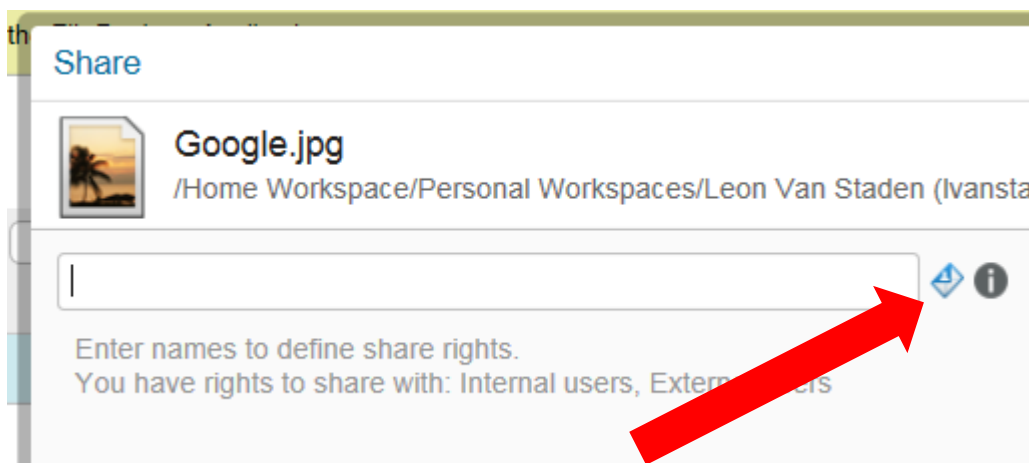 th
Share
Google.jpg
/Home Workspace/Personal Workspaces/Leon Van Staden (lvansta
Enter names to define share rights.
You have rights to share with: Internal users,